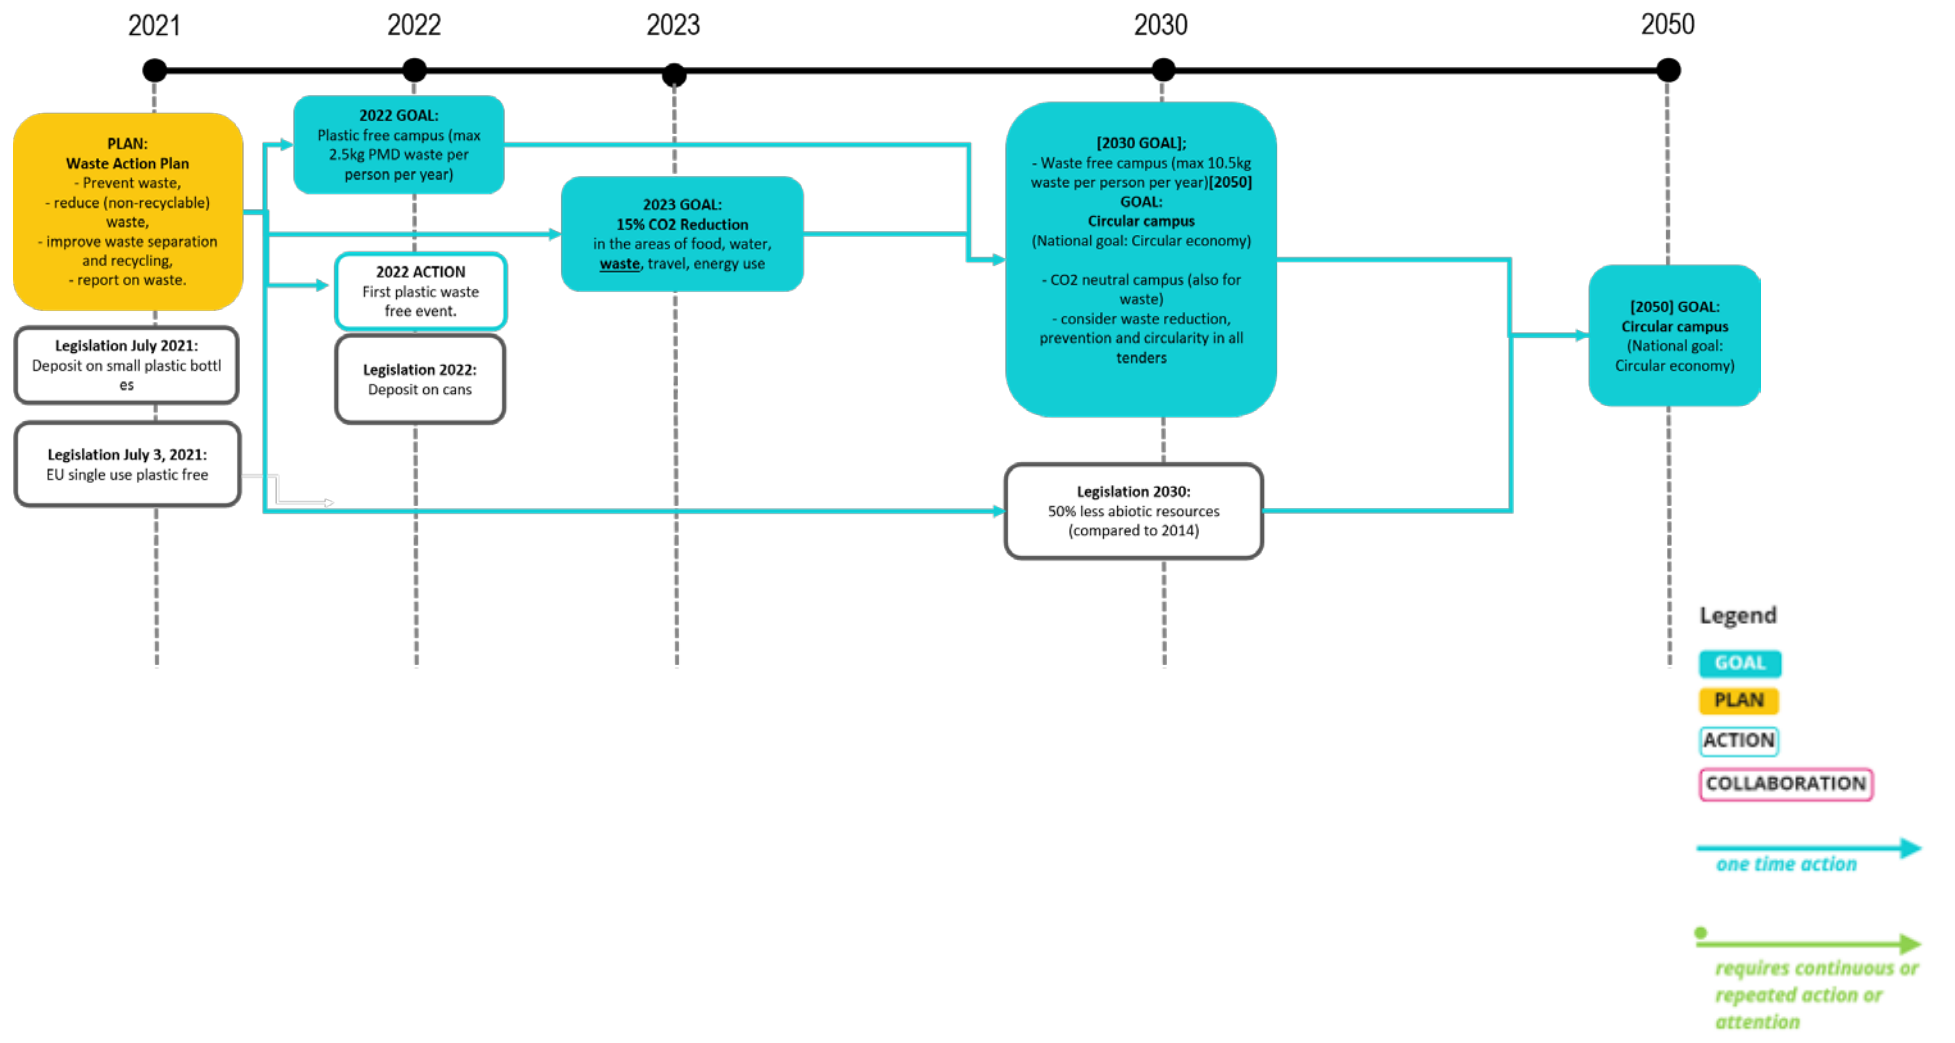 2021
2022
2023
2030
2050
PLAN:
Waste Action Plan
- Prevent waste,
- reduce (non-recyclable)
waste,
- improve waste separation
and recycling,
- report on waste.
Legislation July 2021:
Deposit on small plastic bottl
es
Legislation July 3, 2021:
EU single use plastic free
2022 GOAL:
Plastic free campus (max
2.5kg PMD waste per
person per year)
2022 ACTION
First plastic waste
free event.
Legislation 2022:
Deposit on cans
2023 GOAL:
15% CO2 Reduction
in the areas of food, water,
waste, travel, energy use
[2030 GOAL];
- Waste free campus (max 10.5kg
waste per person per year)[2050]
GOAL:
Circular campus
(National goal: Circular economy)
- CO2 neutral campus (also for
waste)
- consider waste reduction,
prevention and circularity in all
tenders
Legislation 2030:
50% less abiotic resources
(compared to 2014)
[2050] GOAL:
Circular campus
(National goal:
Circular economy)
Legend
GOAL
PLAN
ACTION
COLLABORATION
one time action
requires continuous or
repeated action or
attention